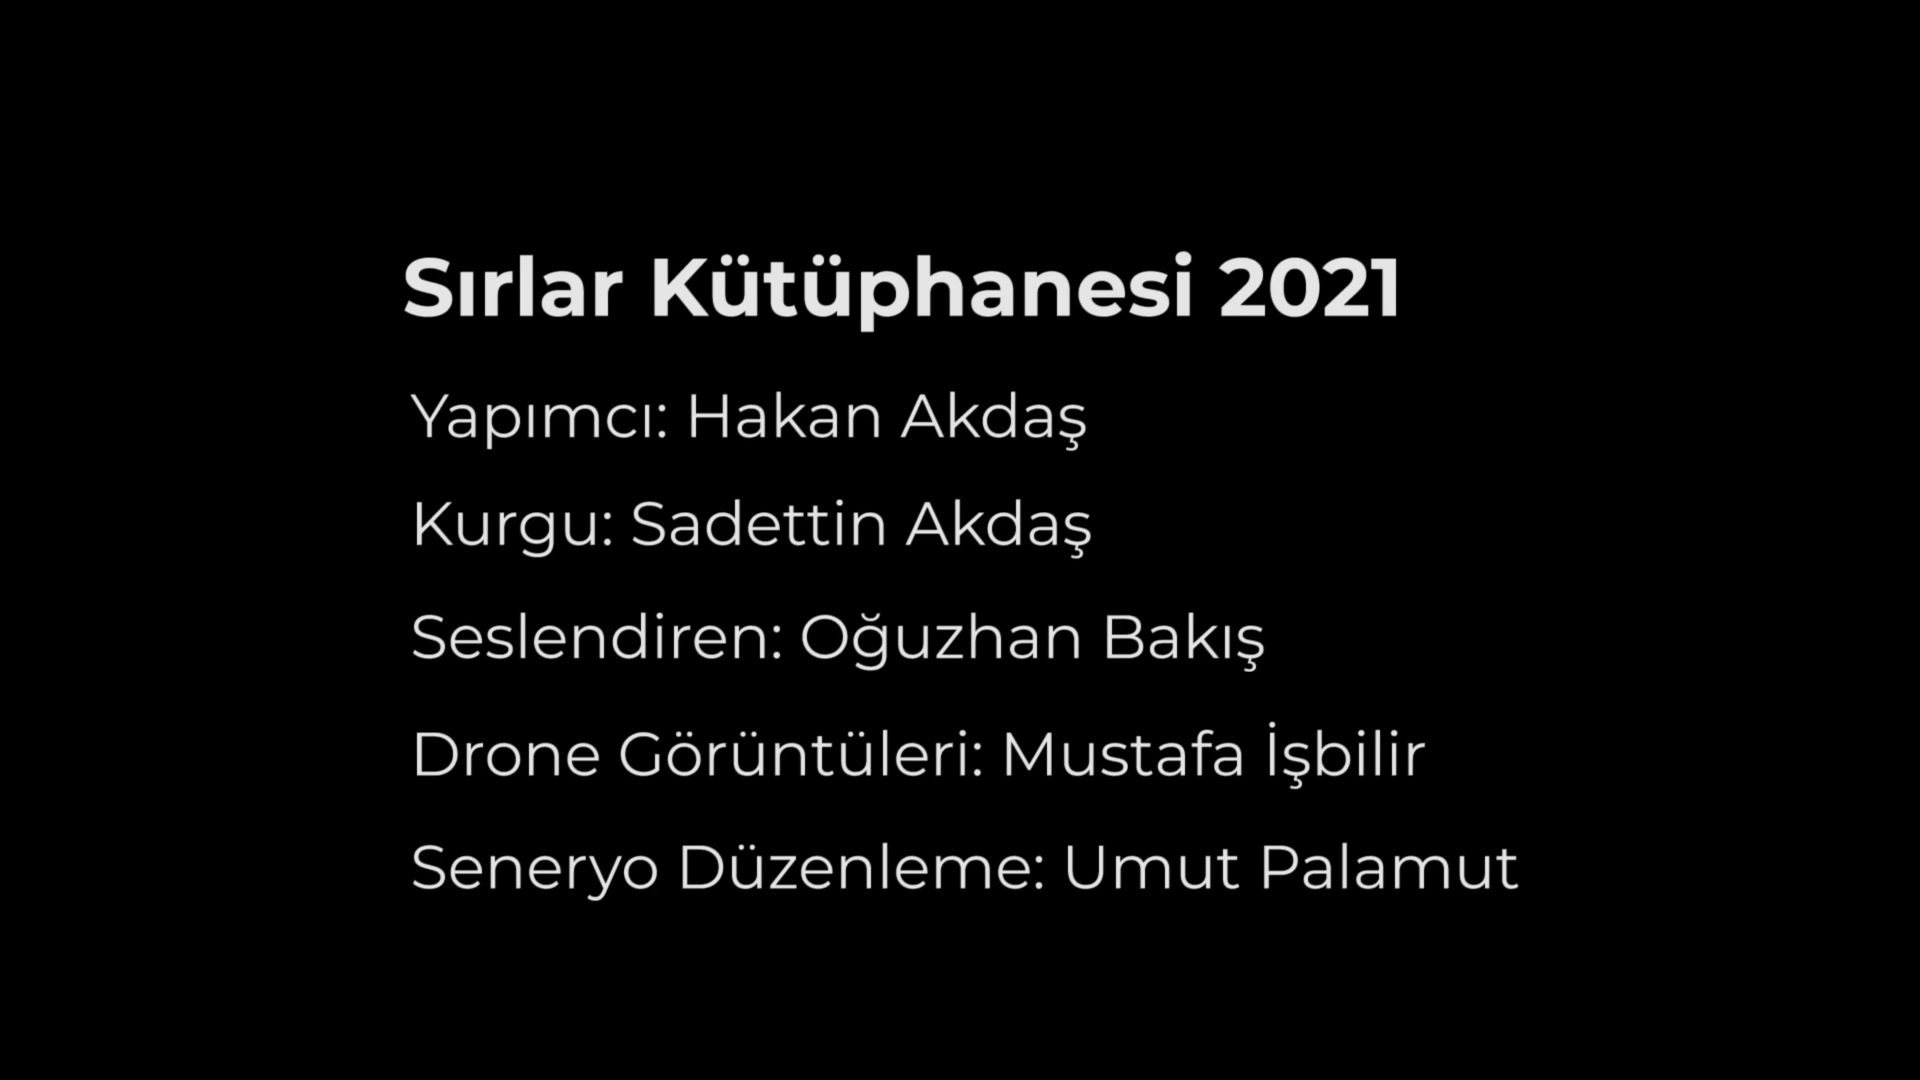 Sırlar Kütüphanesi 2021
Yapımcı: Hakan Akdaş
Kurgu: Sadettin Akdaş
Seslendiren: Oğuzhan Bakış
Drone Görüntüleri: Mustafa İşbilir
Seneryo Düzenleme: Umut Palamut